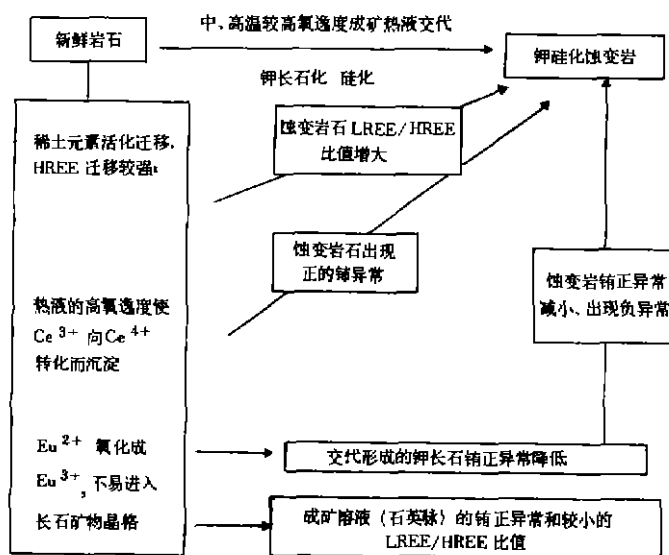 中、高温较高氧逸度成矿热液交代
新鲜岩石
钾硅化蚀变岩
钾长石化 硅化
稀土元素活化迁移,
HREE 迁移较强;
蚀变岩石 LREE/HREE
比值增大
蚀变岩石出现
正的铈异常
蚀变岩铕正异常
减小、出现负异常
热液的高氧逸度使
Ce 3+ 向 Ce 4+
转化而沉淀
Eu 2+ 氧化成
Eu 3+, 不易进入
长石矿物晶格
交代形成的钾长石铕正异常降低
成矿溶液 (石英脉) 的铕正异常和较小的
LREE/HREE 比值